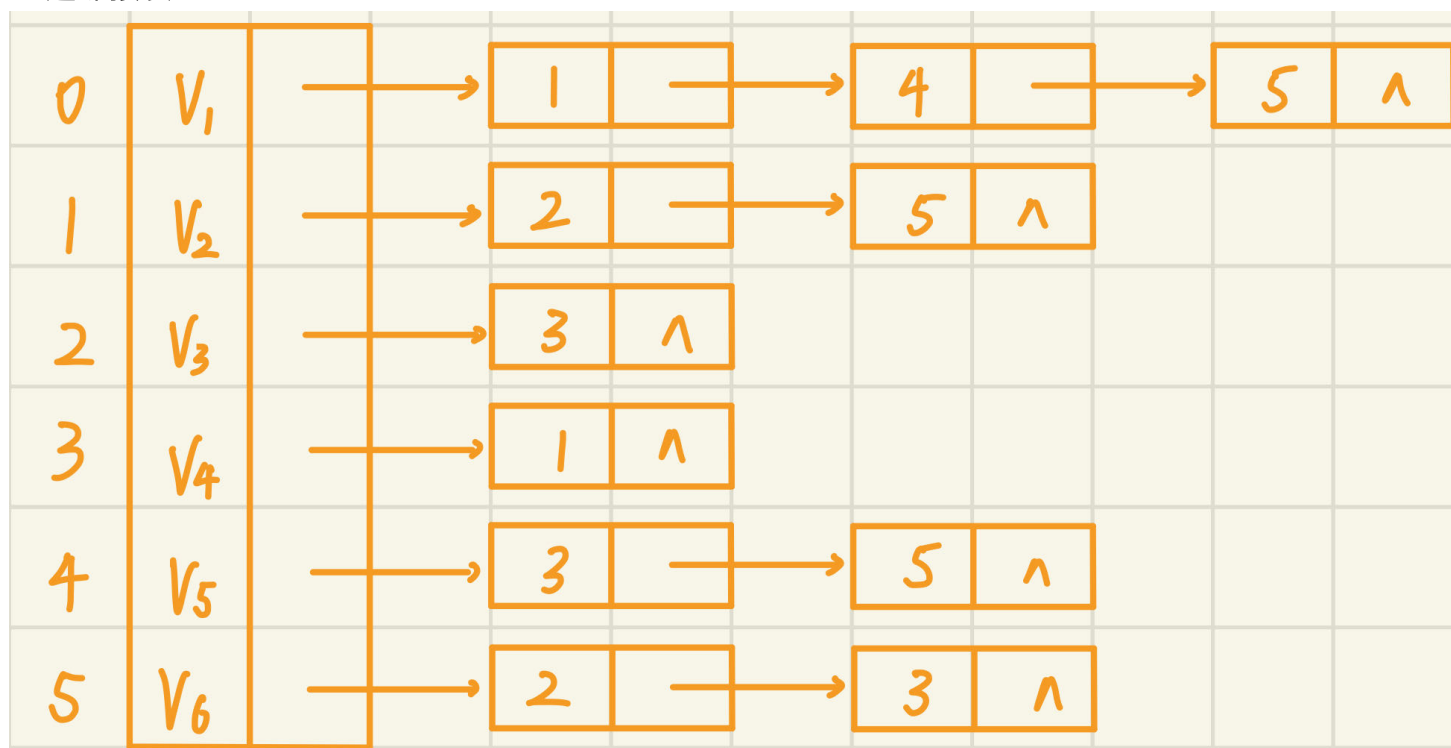 0 V₁ 1 4 5 ∧
1 V₂ 2 5 ∧
2 V₃ 3 ∧
3 V₄ 1 ∧
4 V₅ 3 5 ∧
5 V₆ 2 3 ∧